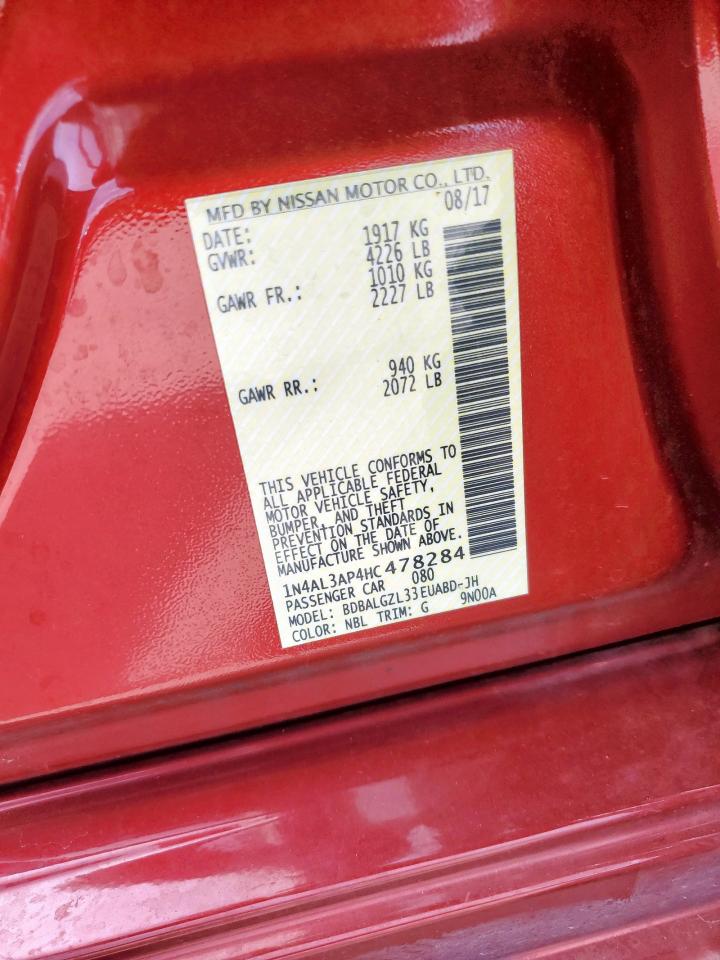 MFD BY NISSAN MOTOR CO., LTD.
DATE: 08/17
GVWR: 1917 KG
4226 LB
GAWR FR.: 1010 KG
2227 LB
GAWR RR.: 940 KG
2072 LB
THIS VEHICLE CONFORMS TO
ALL APPLICABLE FEDERAL
MOTOR VEHICLE SAFETY,
BUMPER, AND THEFT
PREVENTION STANDARDS IN
EFFECT ON THE DATE OF
MANUFACTURE SHOWN ABOVE.
1N4AL3AP4HC478284
PASSENGER CAR 080
MODEL: BDBALGZL33EUABD-JH
COLOR: NBL TRIM: G 9N00A